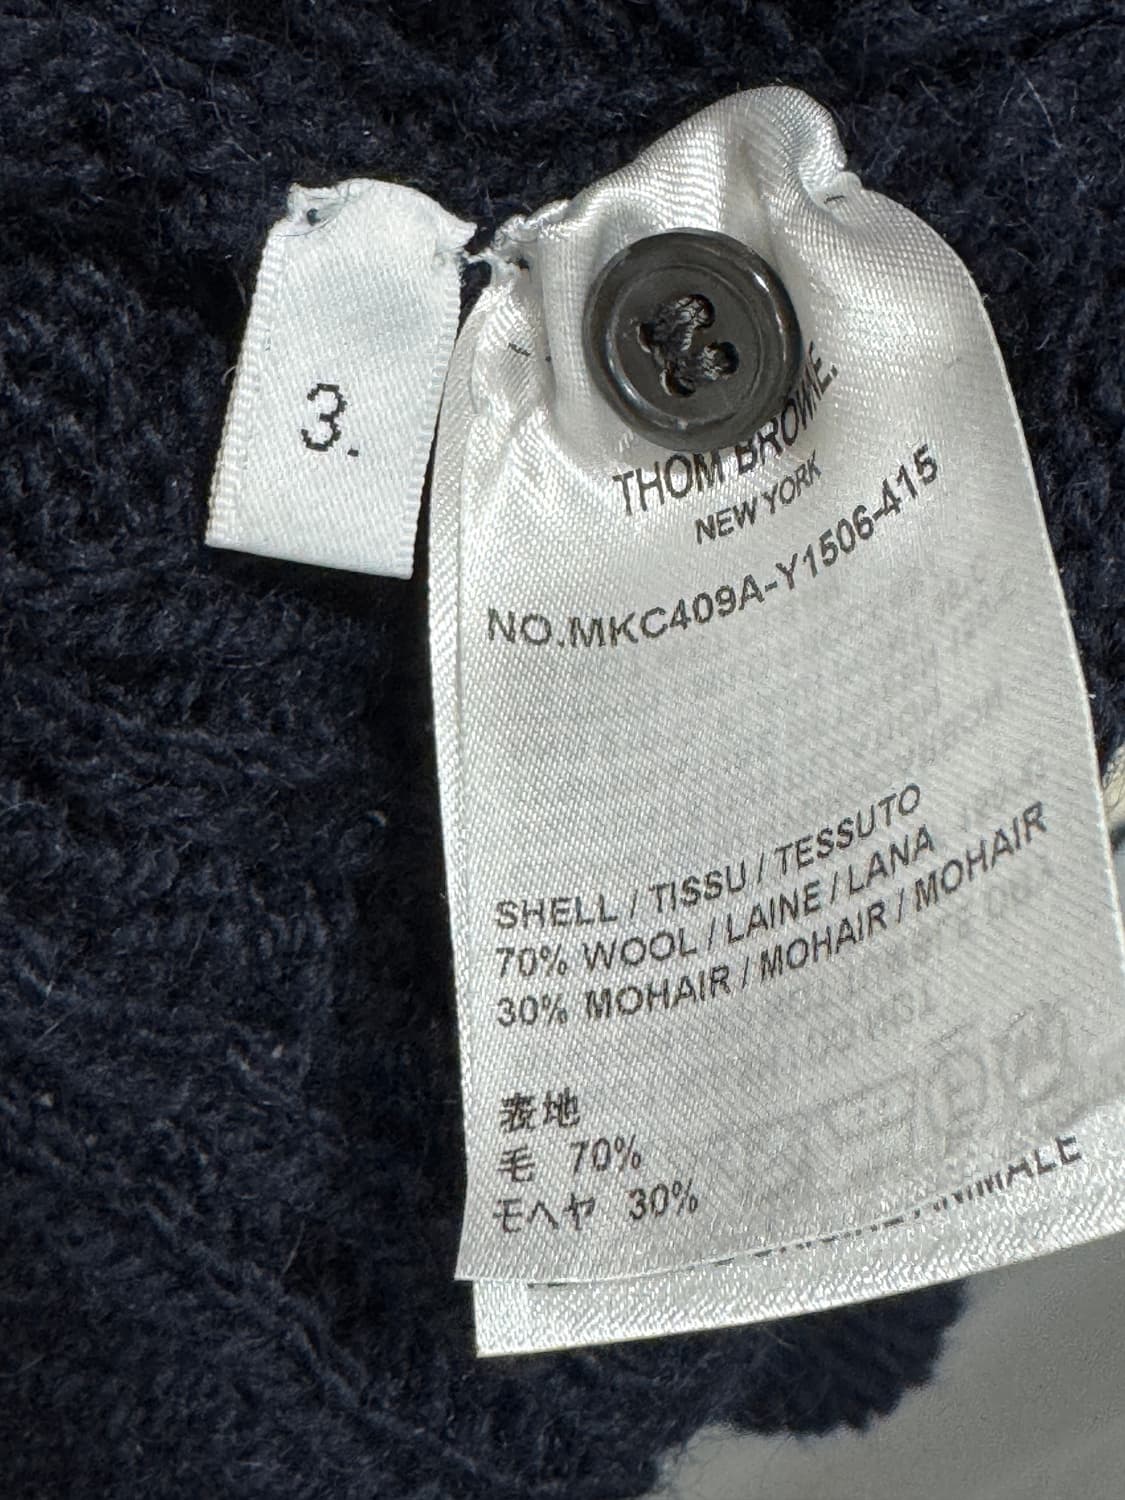 3.
THOM BROWNE.
NEW YORK
NO.MKC409A-Y1506-415
SHELL / TISSU / TESSUTO
70% WOOL / LAINE / LANA
30% MOHAIR / MOHAIR / MOHAIR
表地
毛 70%
モヘヤ 30%
ANIMALE